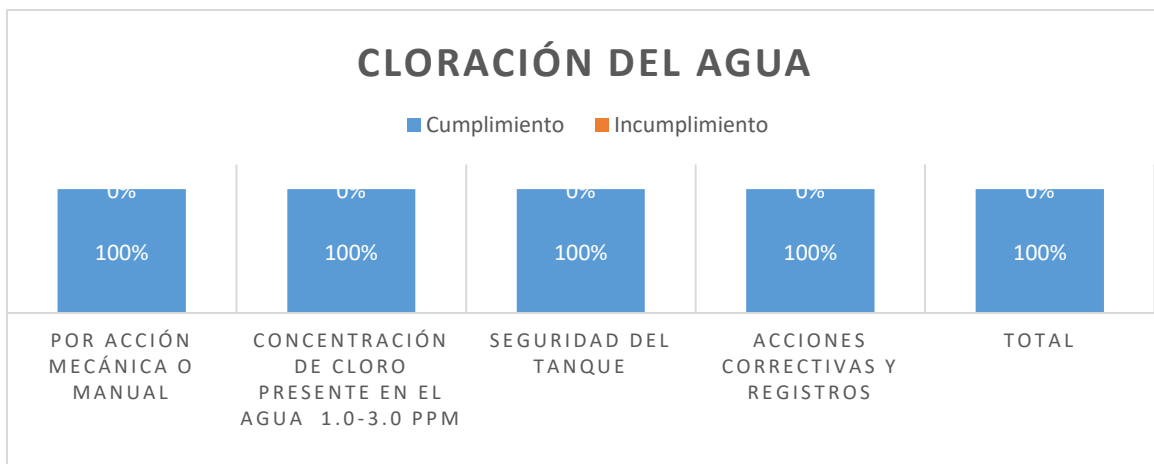 CLORACIÓN DEL AGUA
Cumplimiento Incumplimiento
0% 0% 0% 0% 0%
100% 100% 100% 100% 100%
POR ACCIÓN
MECÁNICA O
MANUAL
CONCENTRACIÓN
DE CLORO
PRESENTE EN EL
AGUA 1.0-3.0 PPM
SEGURIDAD DEL
TANQUE
ACCIONES
CORRECTIVAS Y
REGISTROS
TOTAL